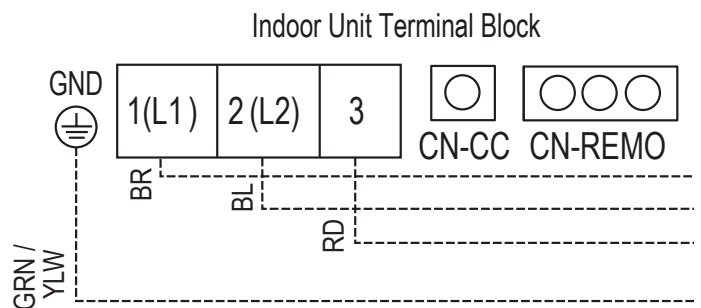 Indoor Unit Terminal Block
GND
1(L1)
2 (L2)
3
CN-CC
CN-REMO
BR
BL
RD
GRN /
YLW